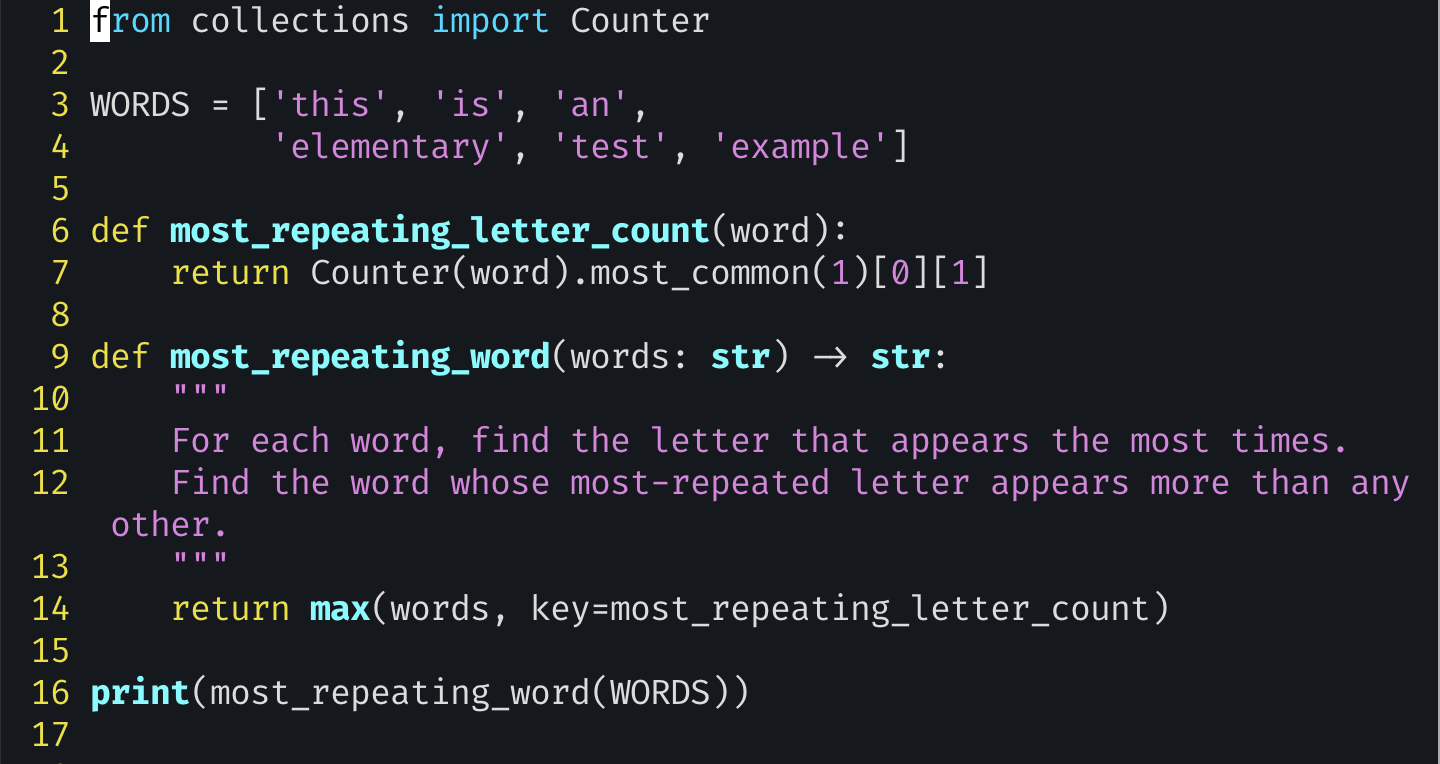 1 from collections import Counter
2
3 WORDS = ['this', 'is', 'an',
4          'elementary', 'test', 'example']
5
6 def most_repeating_letter_count(word):
7     return Counter(word).most_common(1)[0][1]
8
9 def most_repeating_word(words: str) -> str:
10     """
11     For each word, find the letter that appears the most times.
12     Find the word whose most-repeated letter appears more than any
 other.
13     """
14     return max(words, key=most_repeating_letter_count)
15
16 print(most_repeating_word(WORDS))
17